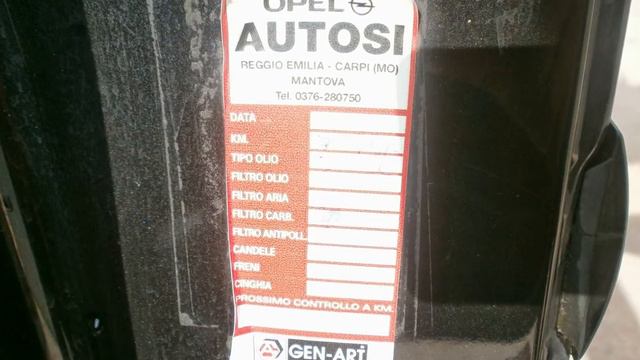 OPEL
AUTOSI
REGGIO EMILIA - CARPI (MO)
MANTOVA
Tel. 0376-280750
DATA
KM.
TIPO OLIO
FILTRO OLIO
FILTRO ARIA
FILTRO CARB.
FILTRO ANTIPOLL.
CANDELE
FRENI
CINGHIA
PROSSIMO CONTROLLO A KM.
GEN-ART